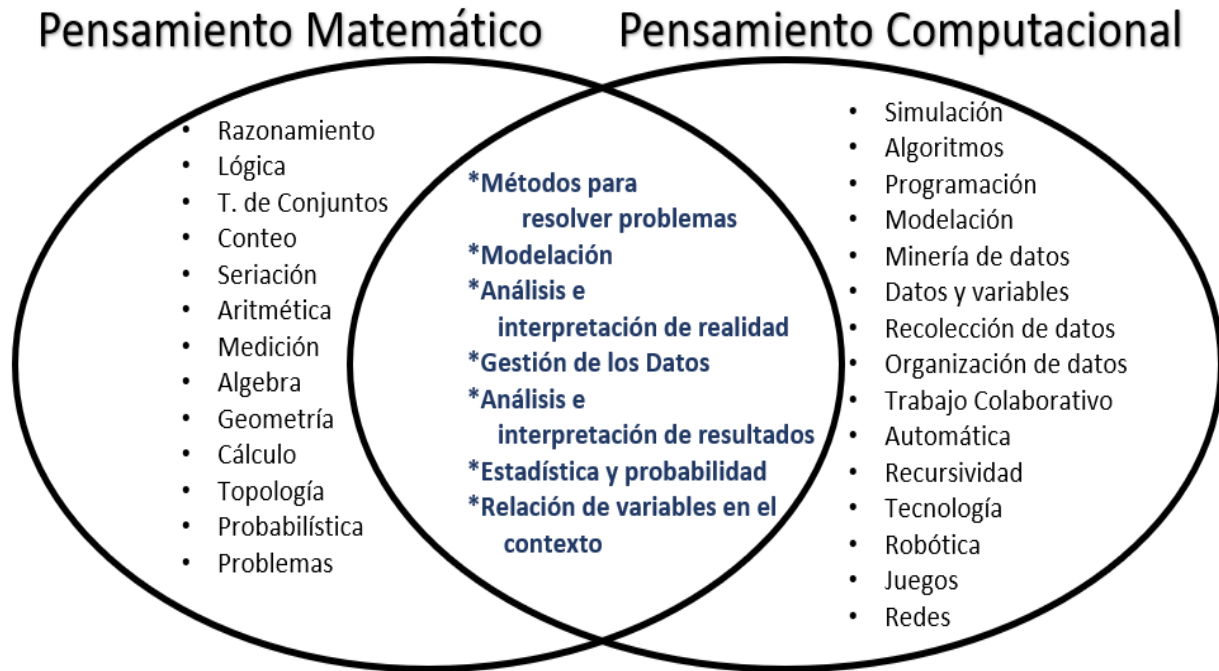 Pensamiento Matemático
Pensamiento Computacional
• Razonamiento
• Lógica
• T. de Conjuntos
• Conteo
• Seriación
• Aritmética
• Medición
• Algebra
• Geometría
• Cálculo
• Topología
• Probabilística
• Problemas
*Métodos para
resolver problemas
*Modelación
*Análisis e
interpretación de realidad
*Gestión de los Datos
*Análisis e
interpretación de resultados
*Estadística y probabilidad
*Relación de variables en el
contexto
• Simulación
• Algoritmos
• Programación
• Modelación
• Minería de datos
• Datos y variables
• Recolección de datos
• Organización de datos
• Trabajo Colaborativo
• Automática
• Recursividad
• Tecnología
• Robótica
• Juegos
• Redes